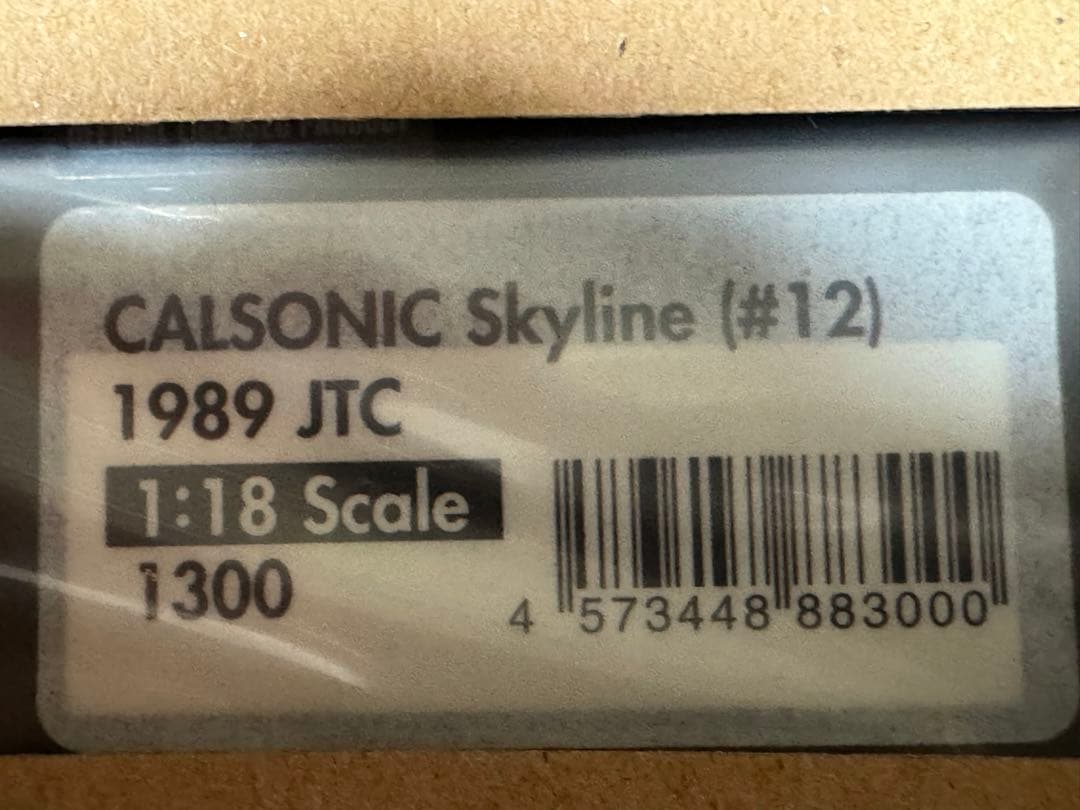 CALSONIC Skyline (#12)
1989 JTC
1:18 Scale
1300
4 573448 883000